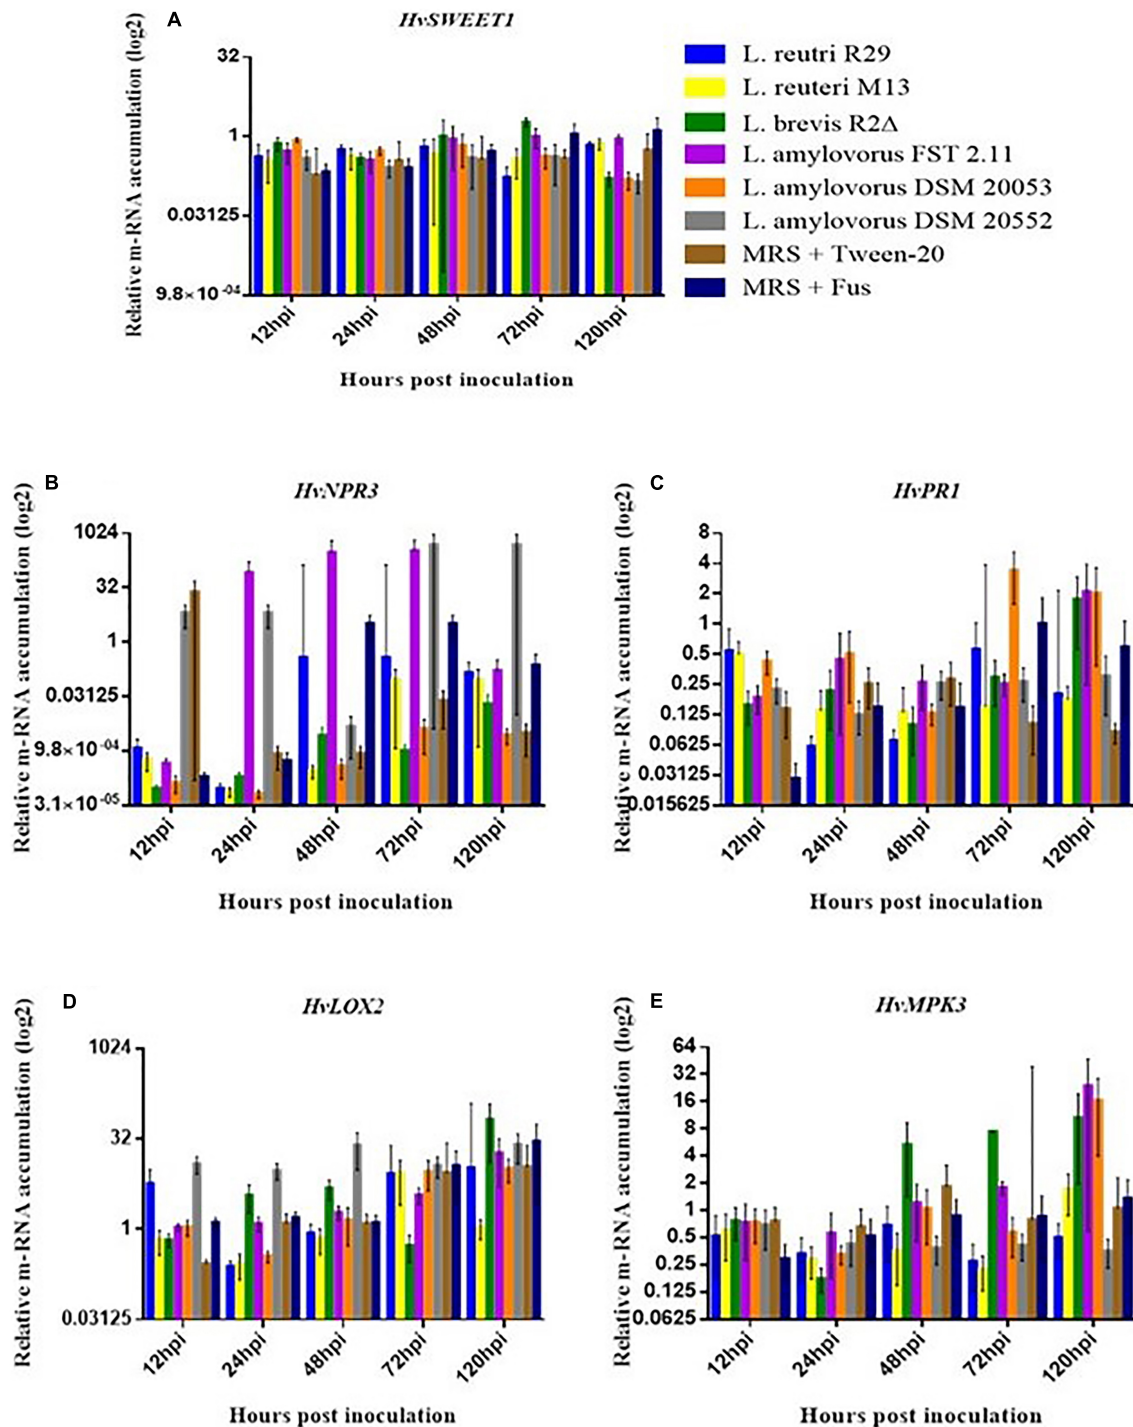 A
HvSWEET1
Relative m-RNA accumulation (log2)
32
1
0.03125
9.8×10⁻⁰⁴
12hpi
24hpi
48hpi
72hpi
120hpi
Hours post inoculation
L. reutri R29
L. reuteri M13
L. brevis R2Δ
L. amylovorus FST 2.11
L. amylovorus DSM 20053
L. amylovorus DSM 20552
MRS + Tween-20
MRS + Fus
B
HvNPR3
Relative m-RNA accumulation (log2)
1024
32
1
0.03125
9.8×10⁻⁰⁴
3.1×10⁻⁰⁵
12hpi
24hpi
48hpi
72hpi
120hpi
Hours post inoculation
C
HvPR1
Relative m-RNA accumulation (log2)
8
4
2
1
0.5
0.25
0.125
0.0625
0.03125
0.015625
12hpi
24hpi
48hpi
72hpi
120hpi
Hours post inoculation
D
HvLOX2
Relative m-RNA accumulation (log2)
1024
32
1
0.03125
12hpi
24hpi
48hpi
72hpi
120hpi
Hours post inoculation
E
HvMPK3
Relative m-RNA accumulation (log2)
64
32
16
8
4
2
1
0.5
0.25
0.125
0.0625
12hpi
24hpi
48hpi
72hpi
120hpi
Hours post inoculation